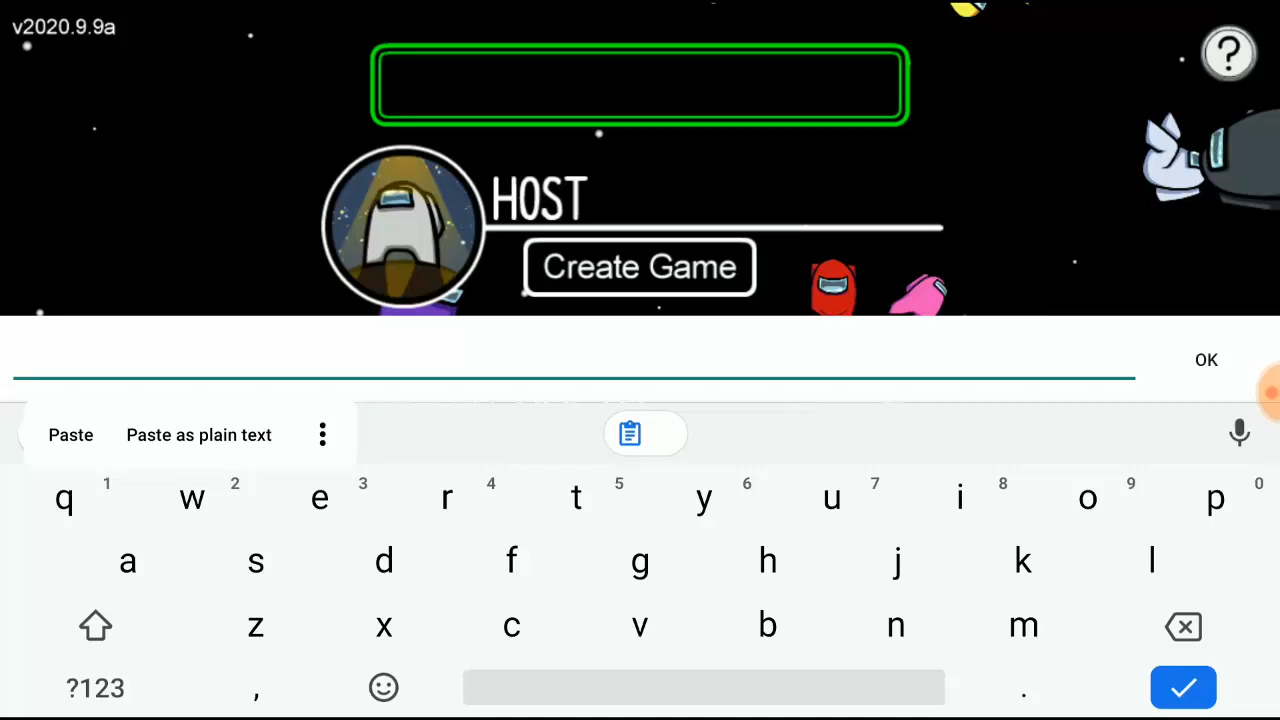 v2020.9.9a
?
HOST
Create Game
OK
Paste Paste as plain text
q 1 w 2 e 3 r 4 t 5 y 6 u 7 i 8 o 9 p 0
a s d f g h j k l
z x c v b n m
?123 , .